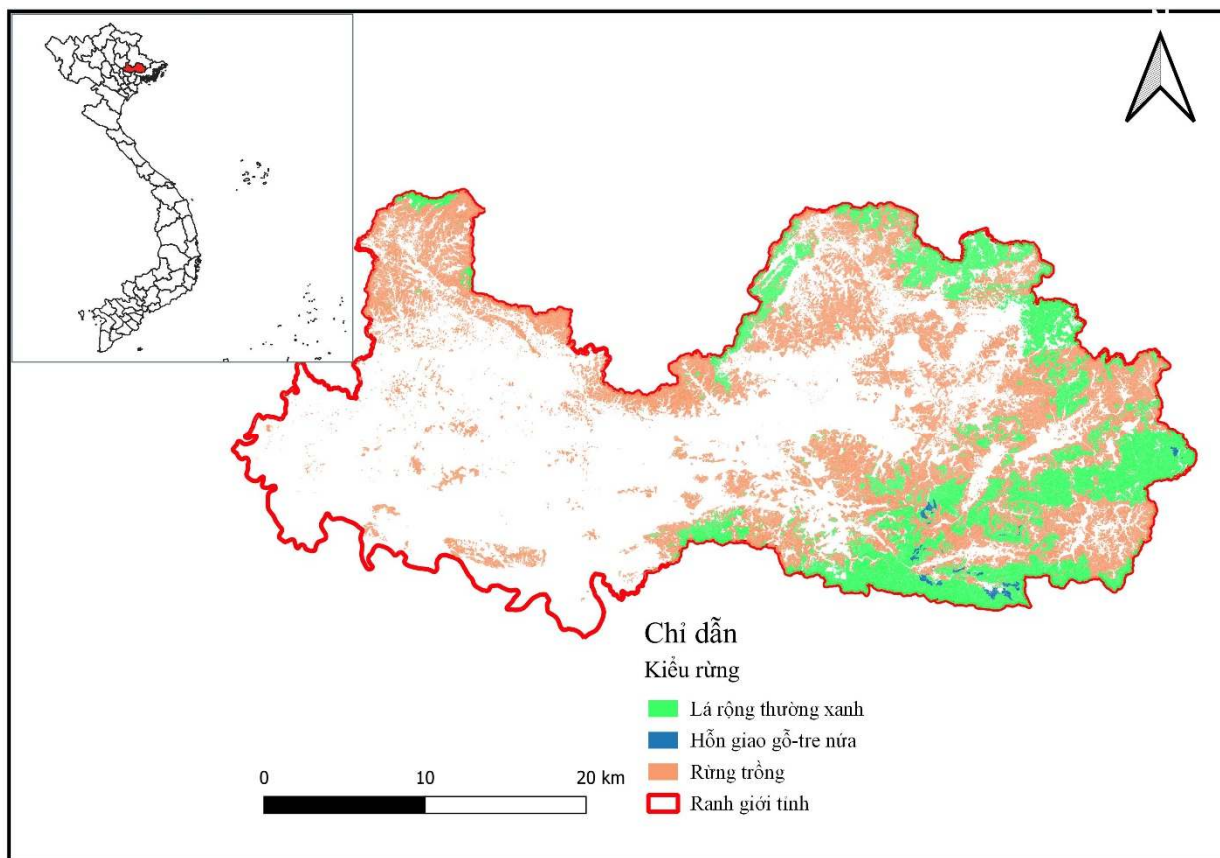 Chỉ dẫn
Kiểu rừng
Lá rộng thường xanh
Hỗn giao gỗ-tre nứa
Rừng trồng
Ranh giới tỉnh
0 10 20 km